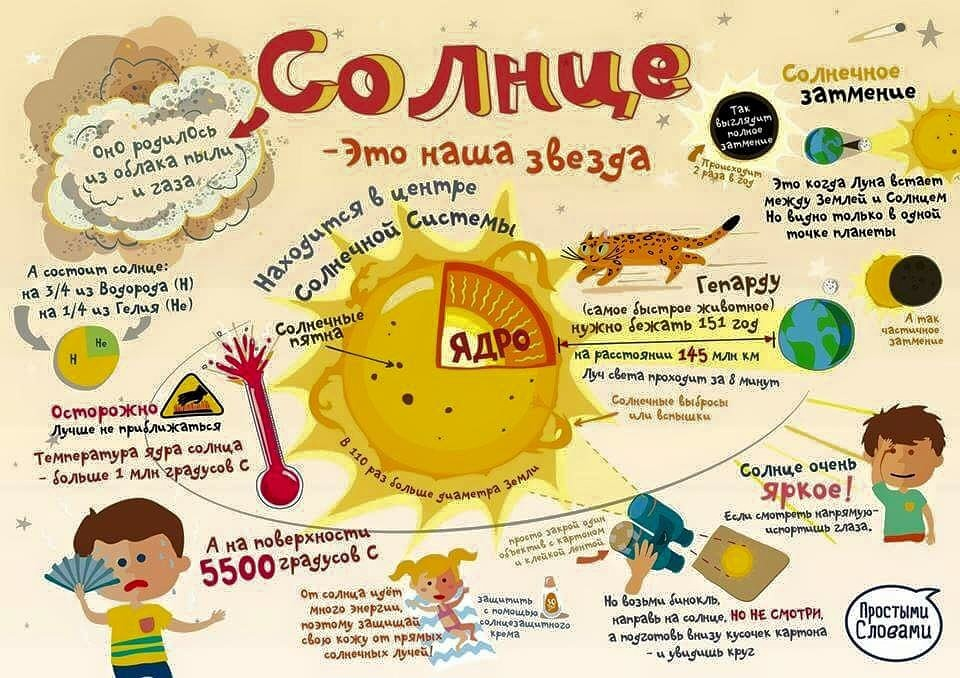 Солнце
-Это наша звезда
Оно родилось
из облака пыли
и газа
А состоит солнце:
на 3/4 из Водорода (H)
на 1/4 из Гелия (He)
He
H
Находится в центре
Солнечной Системы
Солнечное
затмение
Так
выглядит
полное
затмение
Происходит
2 раза в год
Это когда Луна встает
между Землей и Солнцем
Но видно только в одной
точке планеты
А так
частичное
затмение
Гепарду
(самое быстрое животное)
нужно бежать 151 год
на расстоянии 145 млн км
Луч света проходит за 8 минут
Солнечные выбросы
или вспышки
Солнечные
пятна
ЯДРО
В 110 раз больше диаметра Земли
Осторожно
Лучше не приближаться
Температура ядра солнца
- больше 1 млн градусов С
А на поверхности
5500 градусов С
От солнца идёт
много энергии,
поэтому защищай
свою кожу от прямых
солнечных лучей!
защитить
с помощью
солнцезащитного
крема
30
просто закрой один
объектив с картоном
и клейкой лентой
Солнце очень
яркое!
Если смотреть напрямую-
испортишь глаза.
Но возьми бинокль,
направь на солнце, НО НЕ СМОТРИ,
а подготовь внизу кусочек картона
- и увидишь круг
Простыми
Словами